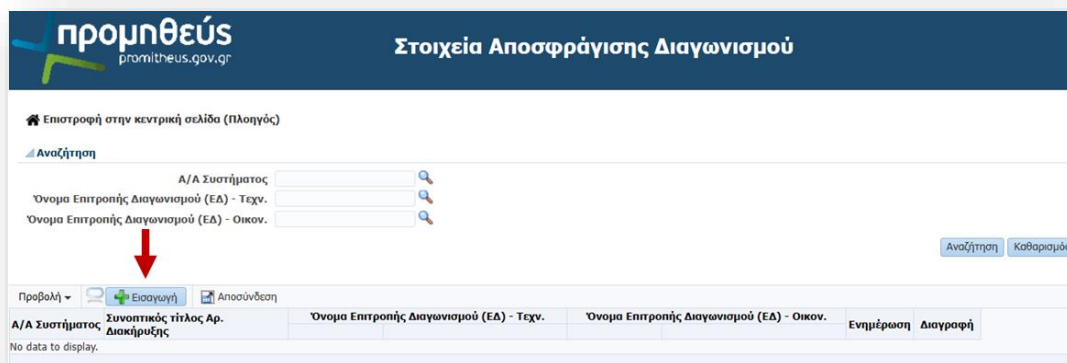 προμηθεύς
promitheus.gov.gr
Στοιχεία Αποσφράγισης Διαγωνισμού
Επιστροφή στην κεντρική σελίδα (Πλοηγός)
Αναζήτηση
Α/Α Συστήματος
Όνομα Επιτροπής Διαγωνισμού (ΕΔ) - Τεχν.
Όνομα Επιτροπής Διαγωνισμού (ΕΔ) - Οικον.
Αναζήτηση Καθαρισμός
Προβολή Εισαγωγή Αποσύνδεση
Α/Α Συστήματος Συνοπτικός τίτλος Αρ. Διακήρυξης Όνομα Επιτροπής Διαγωνισμού (ΕΔ) - Τεχν. Όνομα Επιτροπής Διαγωνισμού (ΕΔ) - Οικον. Ενημέρωση Διαγραφή
No data to display.